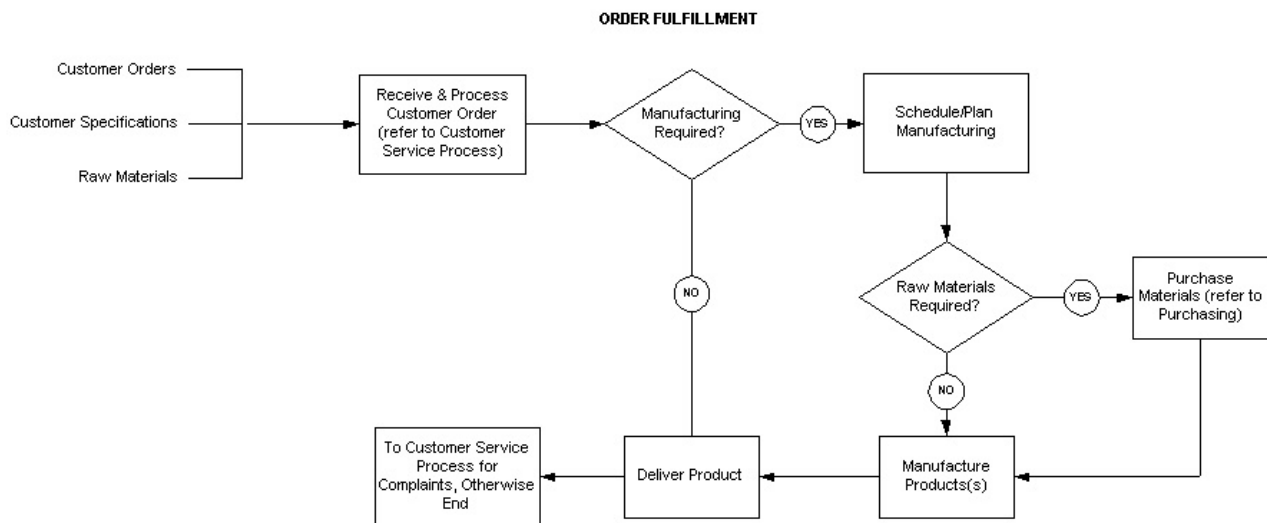 ORDER FULFILLMENT
Customer Orders
Customer Specifications
Raw Materials
Receive & Process
Customer Order
(refer to Customer
Service Process)
Manufacturing
Required?
YES
Schedule/Plan
Manufacturing
NO
Raw Materials
Required?
YES
Purchase
Materials (refer to
Purchasing)
NO
To Customer Service
Process for
Complaints, Otherwise
End
Deliver Product
Manufacture
Products(s)